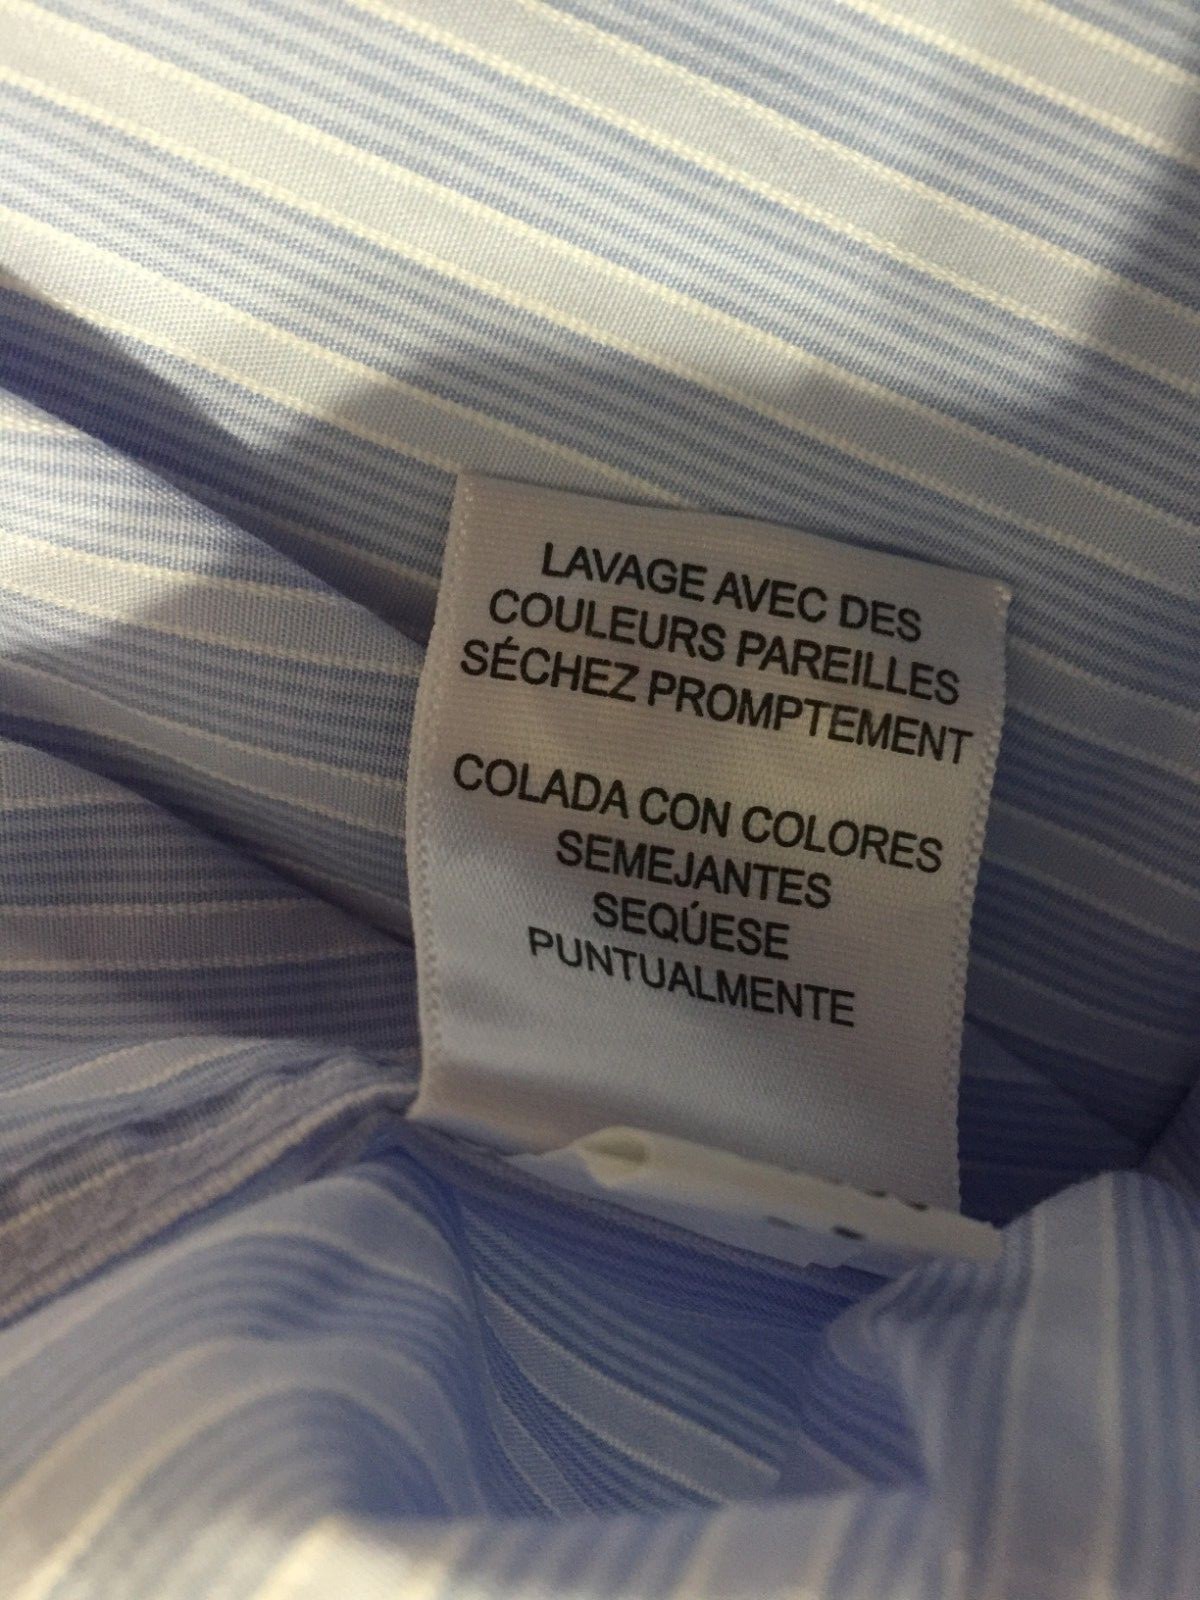 LAVAGE AVEC DES
COULEURS PAREILLES
SÉCHEZ PROMPTEMENT
COLADA CON COLORES
SEMEJANTES
SEQÚESE
PUNTUALMENTE